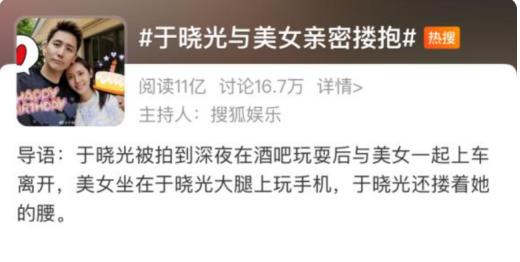 #于晓光与美女亲密搂抱# 热搜
阅读11亿 讨论16.7万 详情>
主持人：搜狐娱乐
HAPPY
BIRTHDAY
导语：于晓光被拍到深夜在酒吧玩耍后与美女一起上车
离开，美女坐在于晓光大腿上玩手机，于晓光还搂着她
的腰。